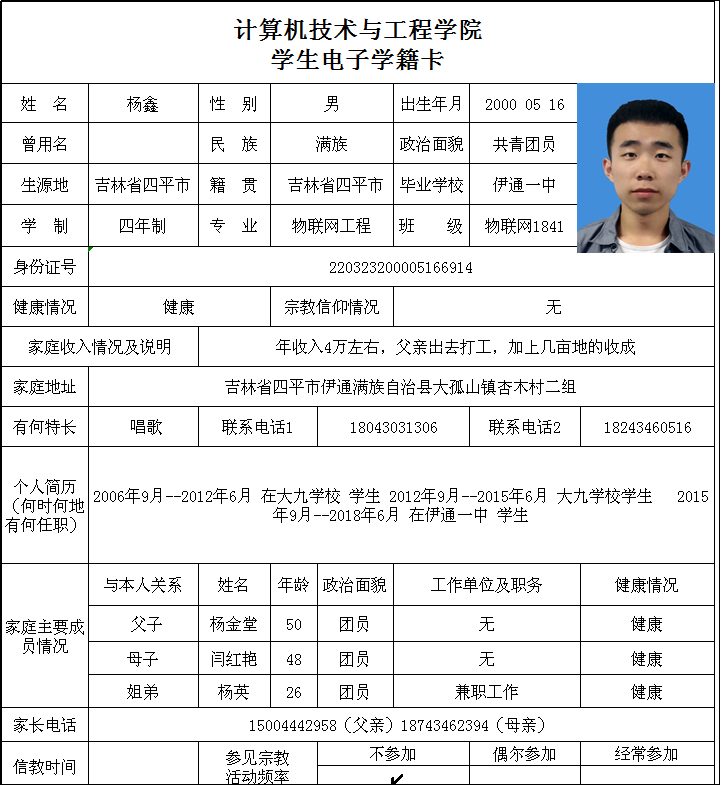 计算机技术与工程学院
学生电子学籍卡
姓 名 杨鑫 性 别 男 出生年月 2000 05 16
曾用名 民 族 满族 政治面貌 共青团员
生源地 吉林省四平市 籍 贯 吉林省四平市 毕业学校 伊通一中
学 制 四年制 专 业 物联网工程 班 级 物联网1841
身份证号 220323200005166914
健康情况 健康 宗教信仰情况 无
家庭收入情况及说明 年收入4万左右，父亲出去打工，加上几亩地的收成
家庭地址 吉林省四平市伊通满族自治县大孤山镇杏木村二组
有何特长 唱歌 联系电话1 18043031306 联系电话2 18243460516
个人简历
（何时何地
有何任职）
2006年9月--2012年6月 在大九学校 学生 2012年9月--2015年6月 大九学校学生 2015
年9月--2018年6月 在伊通一中 学生
家庭主要成
员情况
与本人关系 姓名 年龄 政治面貌 工作单位及职务 健康情况
父子 杨金堂 50 团员 无 健康
母子 闫红艳 48 团员 无 健康
姐弟 杨英 26 团员 兼职工作 健康
家长电话 15004442958（父亲）18743462394（母亲）
信教时间 参见宗教
活动频率
不参加 偶尔参加 经常参加
✓